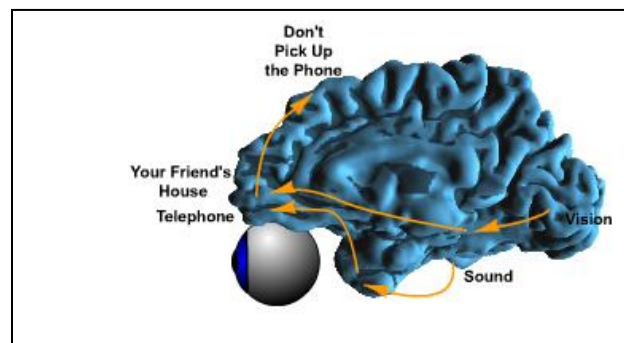 Don't
Pick Up
the Phone
Your Friend's
House
Telephone
Vision
Sound